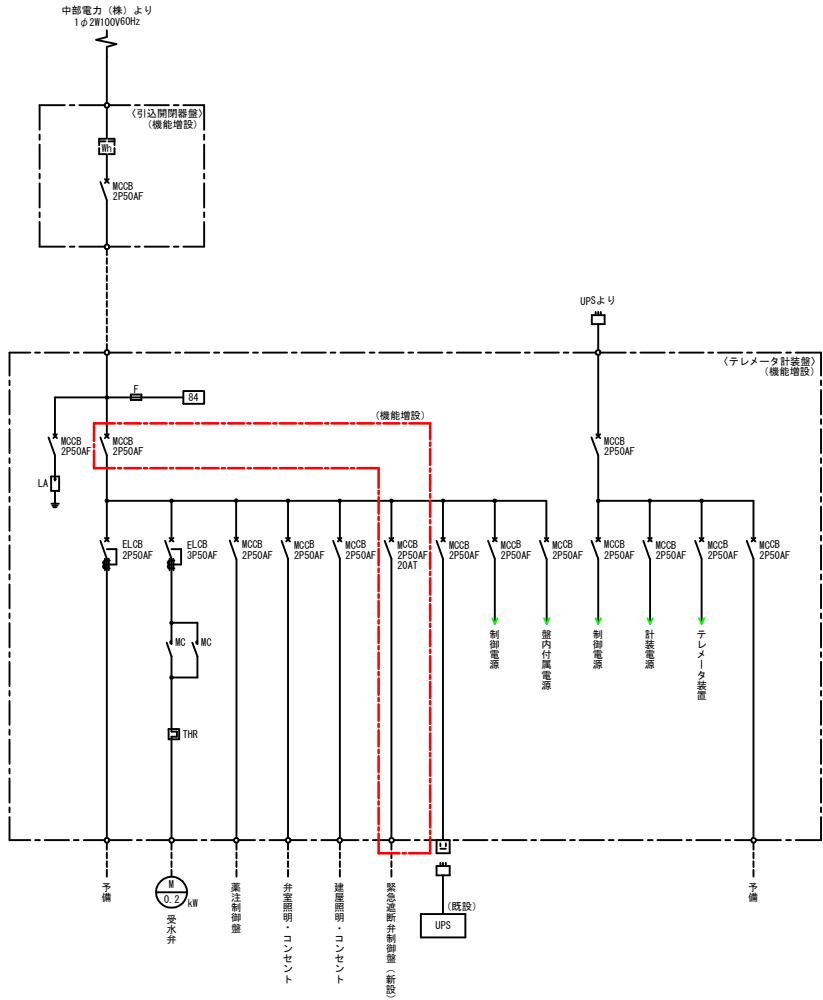 中部電力（株）より
1φ2W100V60Hz
〈引込開閉器盤〉
（機能増設）
Wh
MCCB
2P50AF
UPSより
〈テレメータ計装盤〉
（機能増設）
F
84
（機能増設）
MCCB
2P50AF
MCCB
2P50AF
MCCB
2P50AF
LA
ELCB
2P50AF
ELCB
3P50AF
MCCB
2P50AF
MCCB
2P50AF
MCCB
2P50AF
MCCB
2P50AF
20AT
MCCB
2P50AF
MCCB
2P50AF
MCCB
2P50AF
MCCB
2P50AF
MCCB
2P50AF
MCCB
2P50AF
MCCB
2P50AF
制御電源
盤内付属電源
制御電源
計装電源
テレメータ装置
MC
MC
THR
予備
M
0.2
kW
受水弁
薬注制御盤
弁室照明・コンセント
建屋照明・コンセント
緊急遮断弁制御盤（新設）
（既設）
UPS
予備